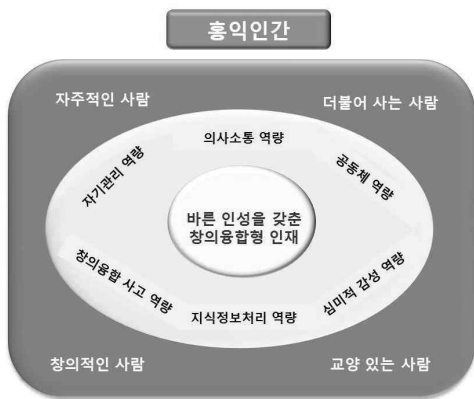 홍익인간
자주적인 사람
더불어 사는 사람
의사소통 역량
자기관리 역량
공동체 역량
바른 인성을 갖춘
창의융합형 인재
창의융합 사고 역량
심미적 감성 역량
지식정보처리 역량
창의적인 사람
교양 있는 사람